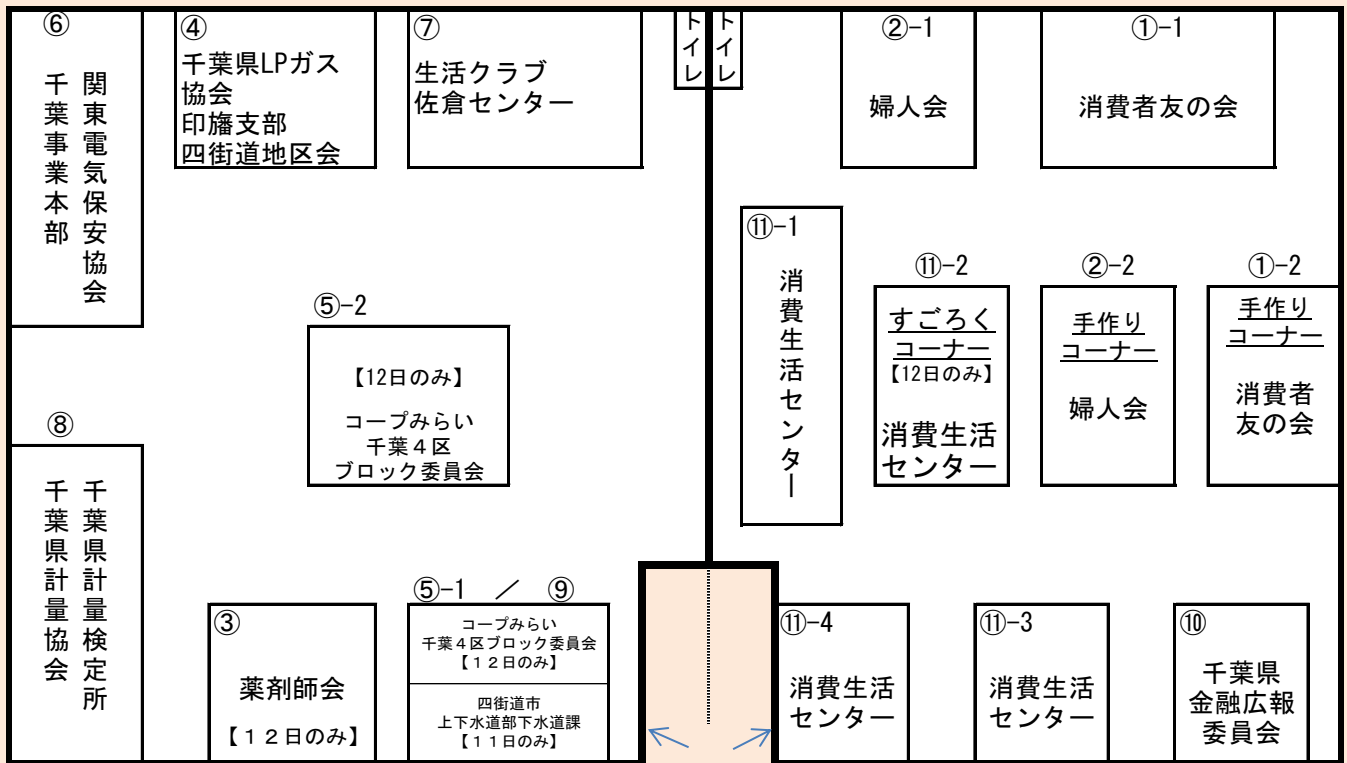 ⑥
関東電気保安協会
千葉事業本部
④
千葉県LPガス
協会
印旛支部
四街道地区会
⑦
生活クラブ
佐倉センター
トイレ
トイレ
②-1
婦人会
①-1
消費者友の会
⑪-1
消費生活センター
⑪-2
すごろく
コーナー
【12日のみ】
消費生活
センター
②-2
手作り
コーナー
婦人会
①-2
手作り
コーナー
消費者
友の会
⑤-2
【12日のみ】
コープみらい
千葉４区
ブロック委員会
⑧
千葉県計量検定所
千葉県計量協会
③
薬剤師会
【１２日のみ】
⑤-1 ／ ⑨
コープみらい
千葉４区ブロック委員会
【１２日のみ】
四街道市
上下水道部下水道課
【１１日のみ】
⑪-4
消費生活
センター
⑪-3
消費生活
センター
⑩
千葉県
金融広報
委員会